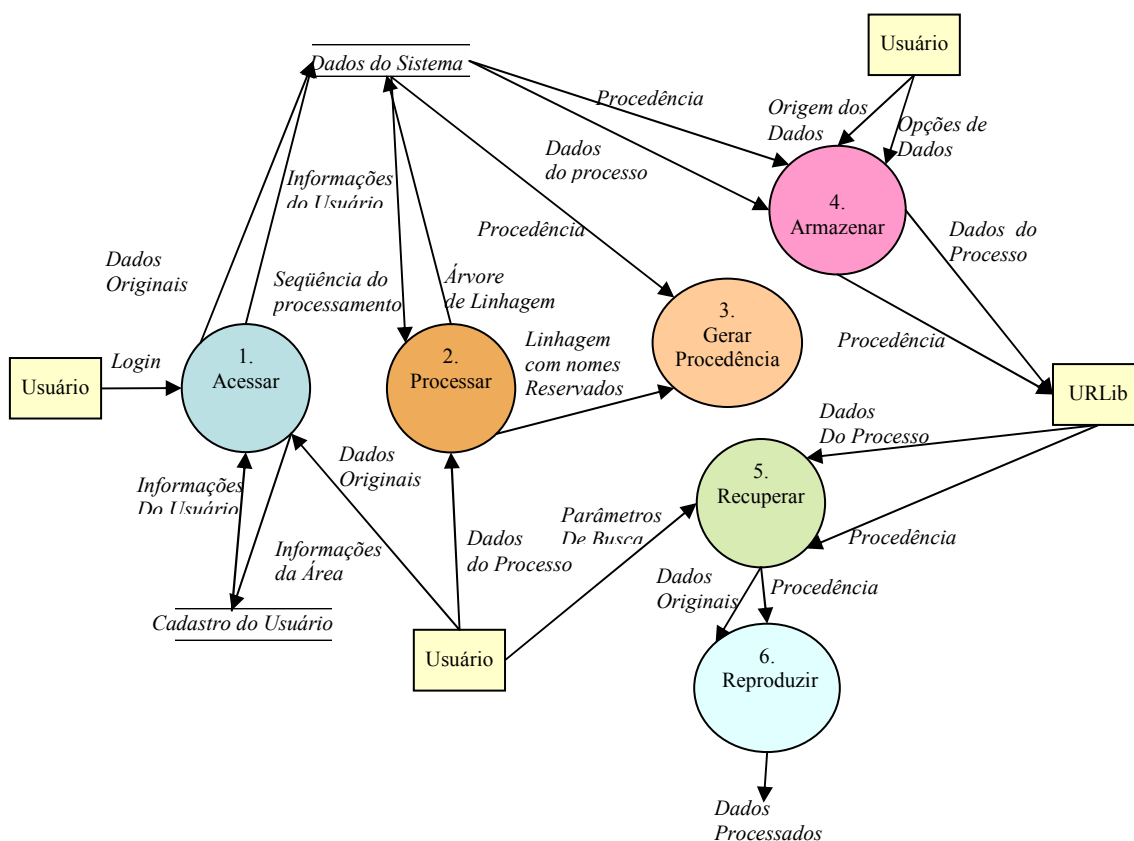 Usuário
Dados do Sistema
Procedência
Origem dos
Dados
Opções de
Dados
Dados
do processo
Informações
do Usuário
4.
Armazenar
Procedência
Dados do
Processo
Dados
Originais
Seqüência do
processamento
Árvore
de Linhagem
3.
Gerar
Procedência
Linhagem
com nomes
Reservados
Procedência
Login
1.
Acessar
2.
Processar
Usuário
URLib
Dados
Do Processo
Dados
Originais
5.
Recuperar
Informações
Do Usuário
Parâmetros
De Busca
Procedência
Informações
da Área
Dados
do Processo
Dados
Originais
Procedência
Cadastro do Usuário
Usuário
6.
Reproduzir
Dados
Processados